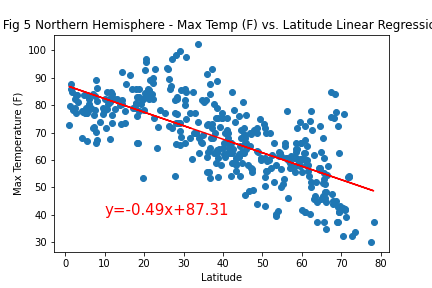 Fig 5 Northern Hemisphere - Max Temp (F) vs. Latitude Linear Regressio
100
90
80
70
60
50
40
30
Max Temperature (F)
y=-0.49x+87.31
0 10 20 30 40 50 60 70 80
Latitude